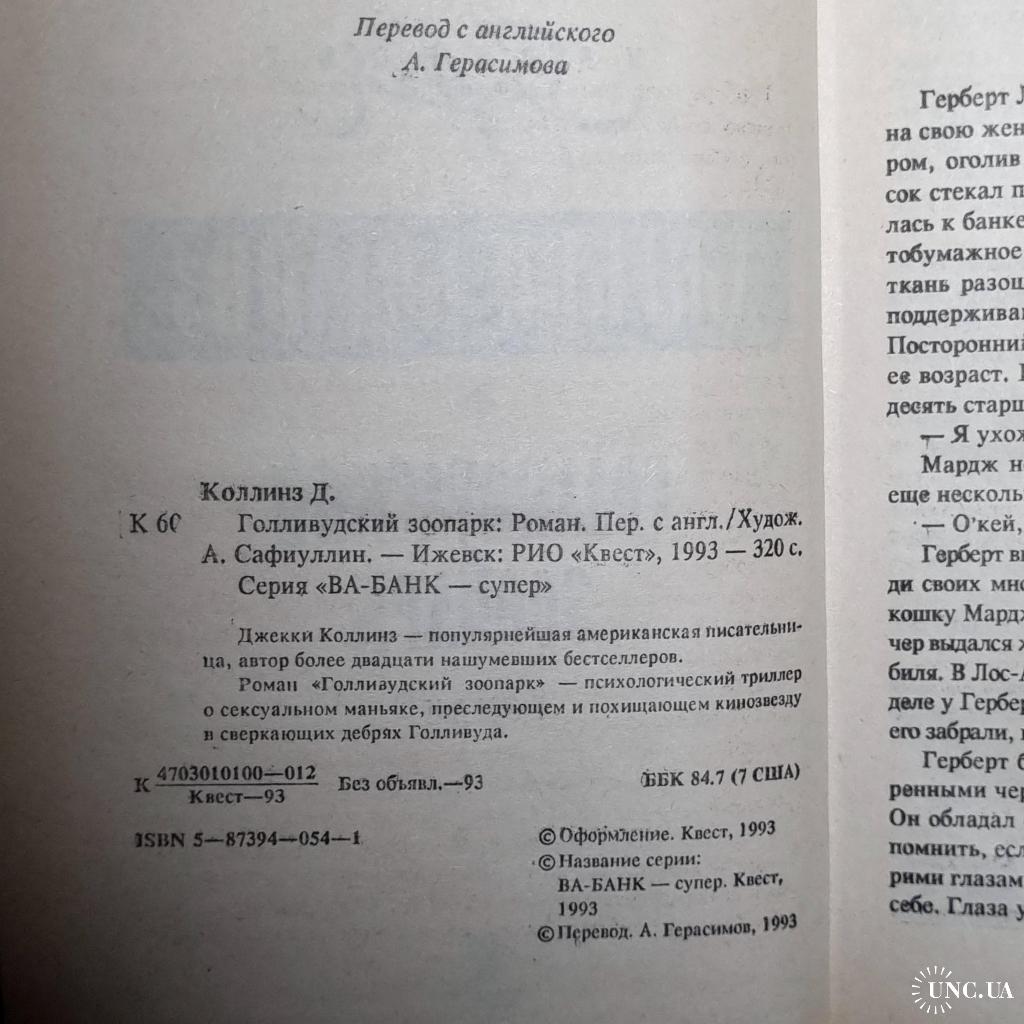 Перевод с английского
А. Герасимова
Коллинз Д.
К 60
Голливудский зоопарк: Роман. Пер. с англ./Худож.
А. Сафиуллин. — Ижевск: РИО «Квест», 1993 — 320 с.
Серия «ВА-БАНК — супер»
Джекки Коллинз — популярнейшая американская писательни-
ца, автор более двадцати нашумевших бестселлеров.
Роман «Голливудский зоопарк» — психологический триллер
о сексуальном маньяке, преследующем и похищающем кинозвезду
в сверкающих дебрях Голливуда.
К 4703010100—012
Квест—93
Без объявл.—93
ББК 84.7 (7 США)
ISBN 5—87394—054—1
© Оформление. Квест, 1993
© Название серии:
ВА-БАНК — супер. Квест,
1993
© Перевод. А. Герасимов, 1993
Герберт
на свою жен
ром, оголив
сок стекал п
лась к банке
тобумажное
ткань разош
поддержива
Посторонни
ее возраст.
десять старш
— Я ухож
Мардж н
еще несколь
— О'кей,
Герберт вы
ди своих мно
кошку Мардж
чер выдался ж
биля. В Лос-А
деле у Гербер
его забрали,
Герберт б
ренными чер
Он обладал
помнить, есл
рими глазам
себе. Глаза у
UNC.UA